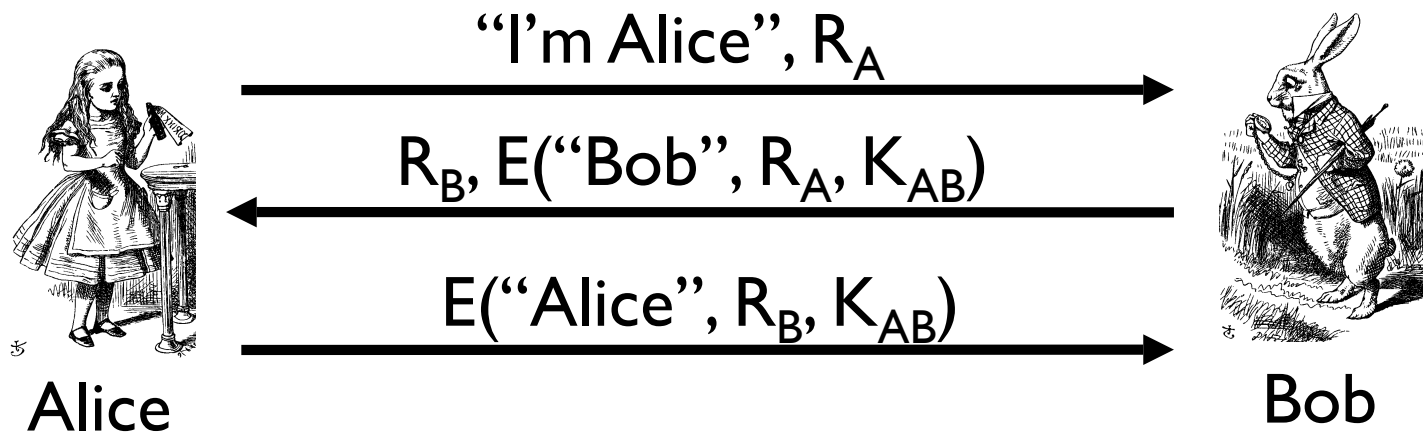 “I'm Alice”, R_A
R_B, E(“Bob”, R_A, K_AB)
E(“Alice”, R_B, K_AB)
Alice
Bob